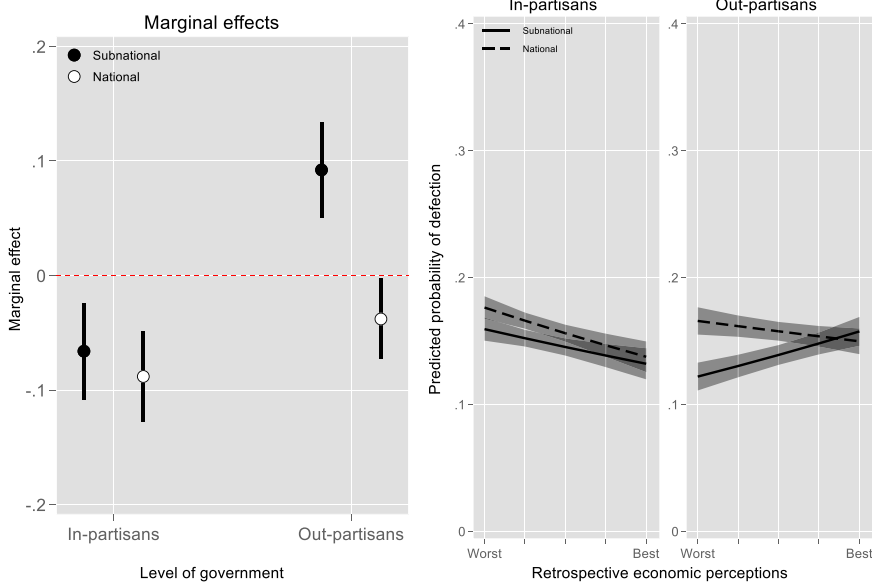 Marginal effects
Subnational
National
.2
.1
0
-.1
-.2
Marginal effect
In-partisans
Out-partisans
Level of government
In-partisans
Out-partisans
Subnational
National
.4
.3
.2
.1
0
.4
.3
.2
.1
0
Predicted probability of defection
Worst
Best
Worst
Best
Retrospective economic perceptions